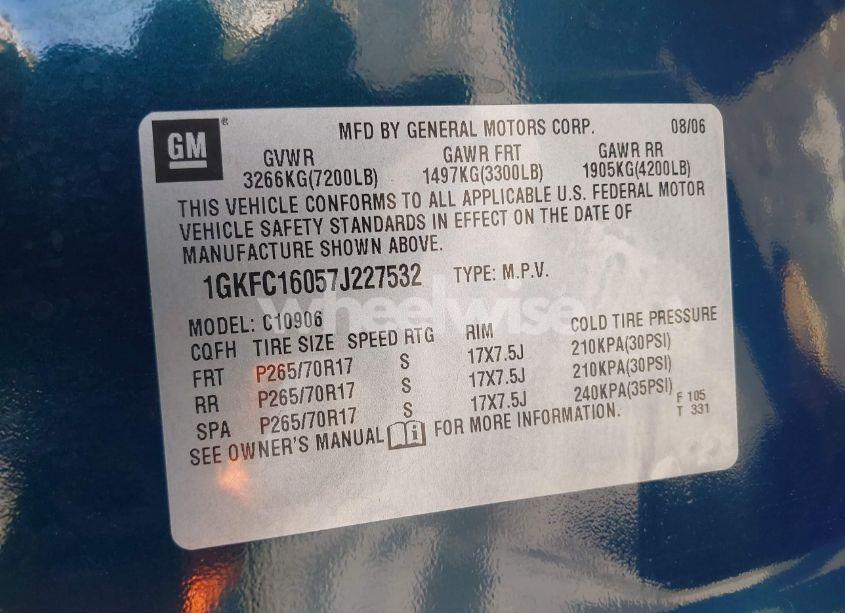 GM®
MFD BY GENERAL MOTORS CORP. 08/06
GVWR GAWR FRT GAWR RR
3266KG(7200LB) 1497KG(3300LB) 1905KG(4200LB)
THIS VEHICLE CONFORMS TO ALL APPLICABLE U.S. FEDERAL MOTOR
VEHICLE SAFETY STANDARDS IN EFFECT ON THE DATE OF
MANUFACTURE SHOWN ABOVE.
1GKFC16057J227532 TYPE: M.P.V.
wheelwise
MODEL: C10906
CQFH TIRE SIZE SPEED RTG RIM COLD TIRE PRESSURE
FRT P265/70R17 S 17X7.5J 210KPA(30PSI)
RR P265/70R17 S 17X7.5J 210KPA(30PSI)
SPA P265/70R17 S 17X7.5J 240KPA(35PSI)
F 105
T 331
SEE OWNER'S MANUAL FOR MORE INFORMATION.